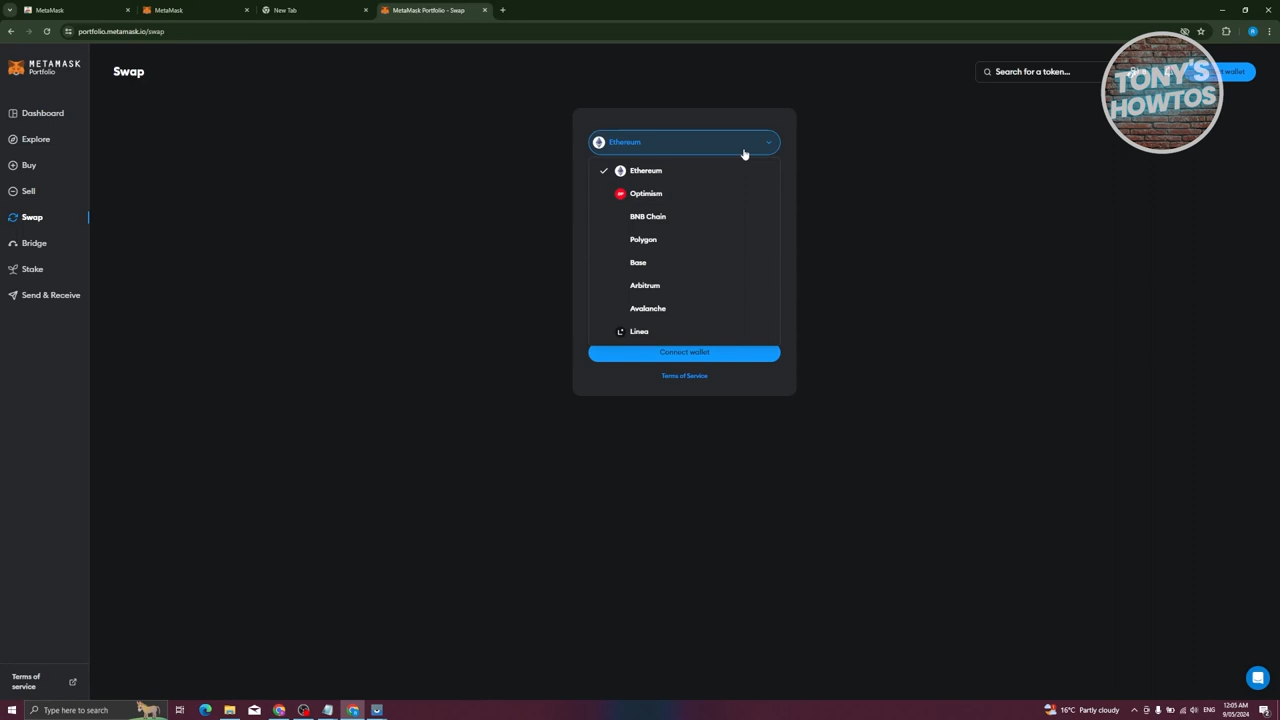 MetaMask
MetaMask
New Tab
MetaMask Portfolio - Swap
portfolio.metamask.io/swap
METAMASK
Portfolio
Swap
Search for a token...
wallet
TONY'S
HOWTOS
Dashboard
Explore
Buy
Sell
Swap
Bridge
Stake
Send & Receive
Ethereum
Ethereum
Optimism
BNB Chain
Polygon
Base
Arbitrum
Avalanche
Linea
Connect wallet
Terms of Service
Terms of
service
Type here to search
16°C Partly cloudy
ENG
12:05 AM
9/05/2024